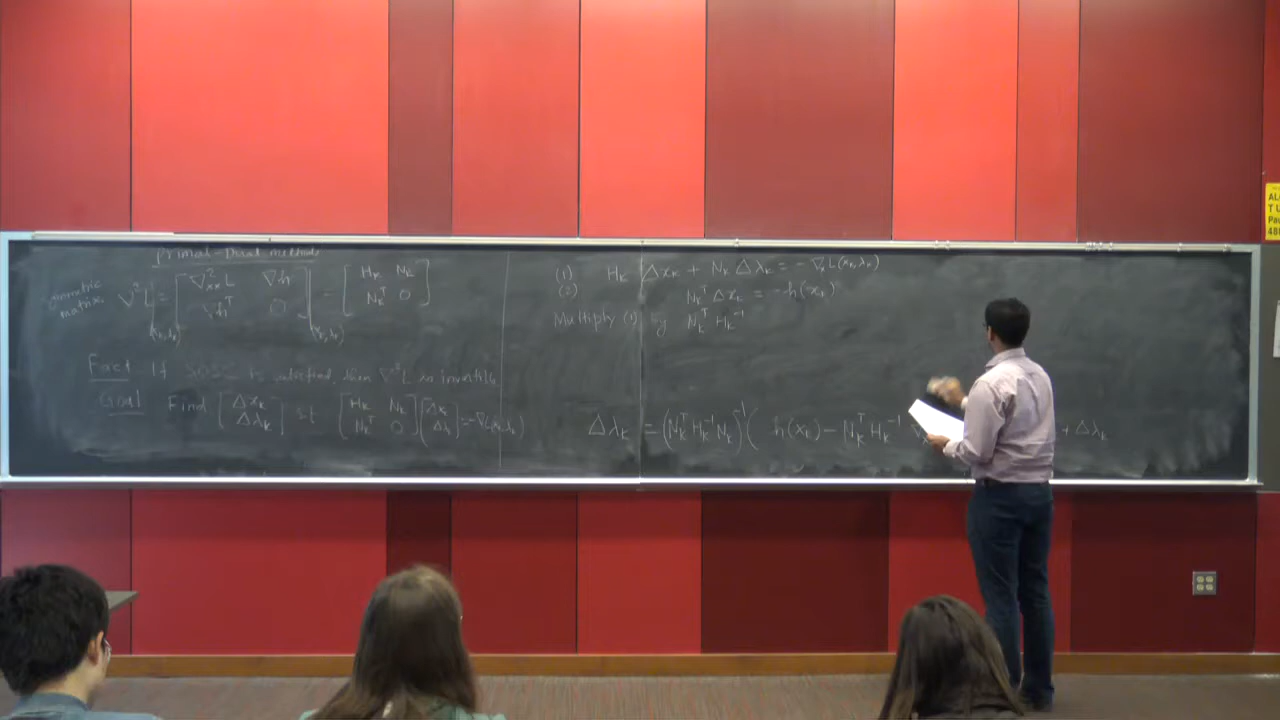 Primal-Dual methods
Symmetric matrix ∇²L|(xₖ,λₖ) = [∇²ₓₓL ∇h; ∇hᵀ 0]|(xₖ,λₖ) = [Hₖ Nₖ; Nₖᵀ 0]
Fact If SOSC is satisfied, then ∇²L is invertible
Goal Find [Δxₖ; Δλₖ] st [Hₖ Nₖ; Nₖᵀ 0][Δxₖ; Δλₖ] = -∇L(xₖ,λₖ)
(1) Hₖ Δxₖ + Nₖ Δλₖ = -∇ₓL(xₖ,λₖ)
(2) Nₖᵀ Δxₖ = -h(xₖ)
Multiply (1) by Nₖᵀ Hₖ⁻¹
Δλₖ = (Nₖᵀ Hₖ⁻¹ Nₖ)⁻¹( h(xₖ) - Nₖᵀ Hₖ⁻¹
+ Δλₖ
AL
T U
Pau
48